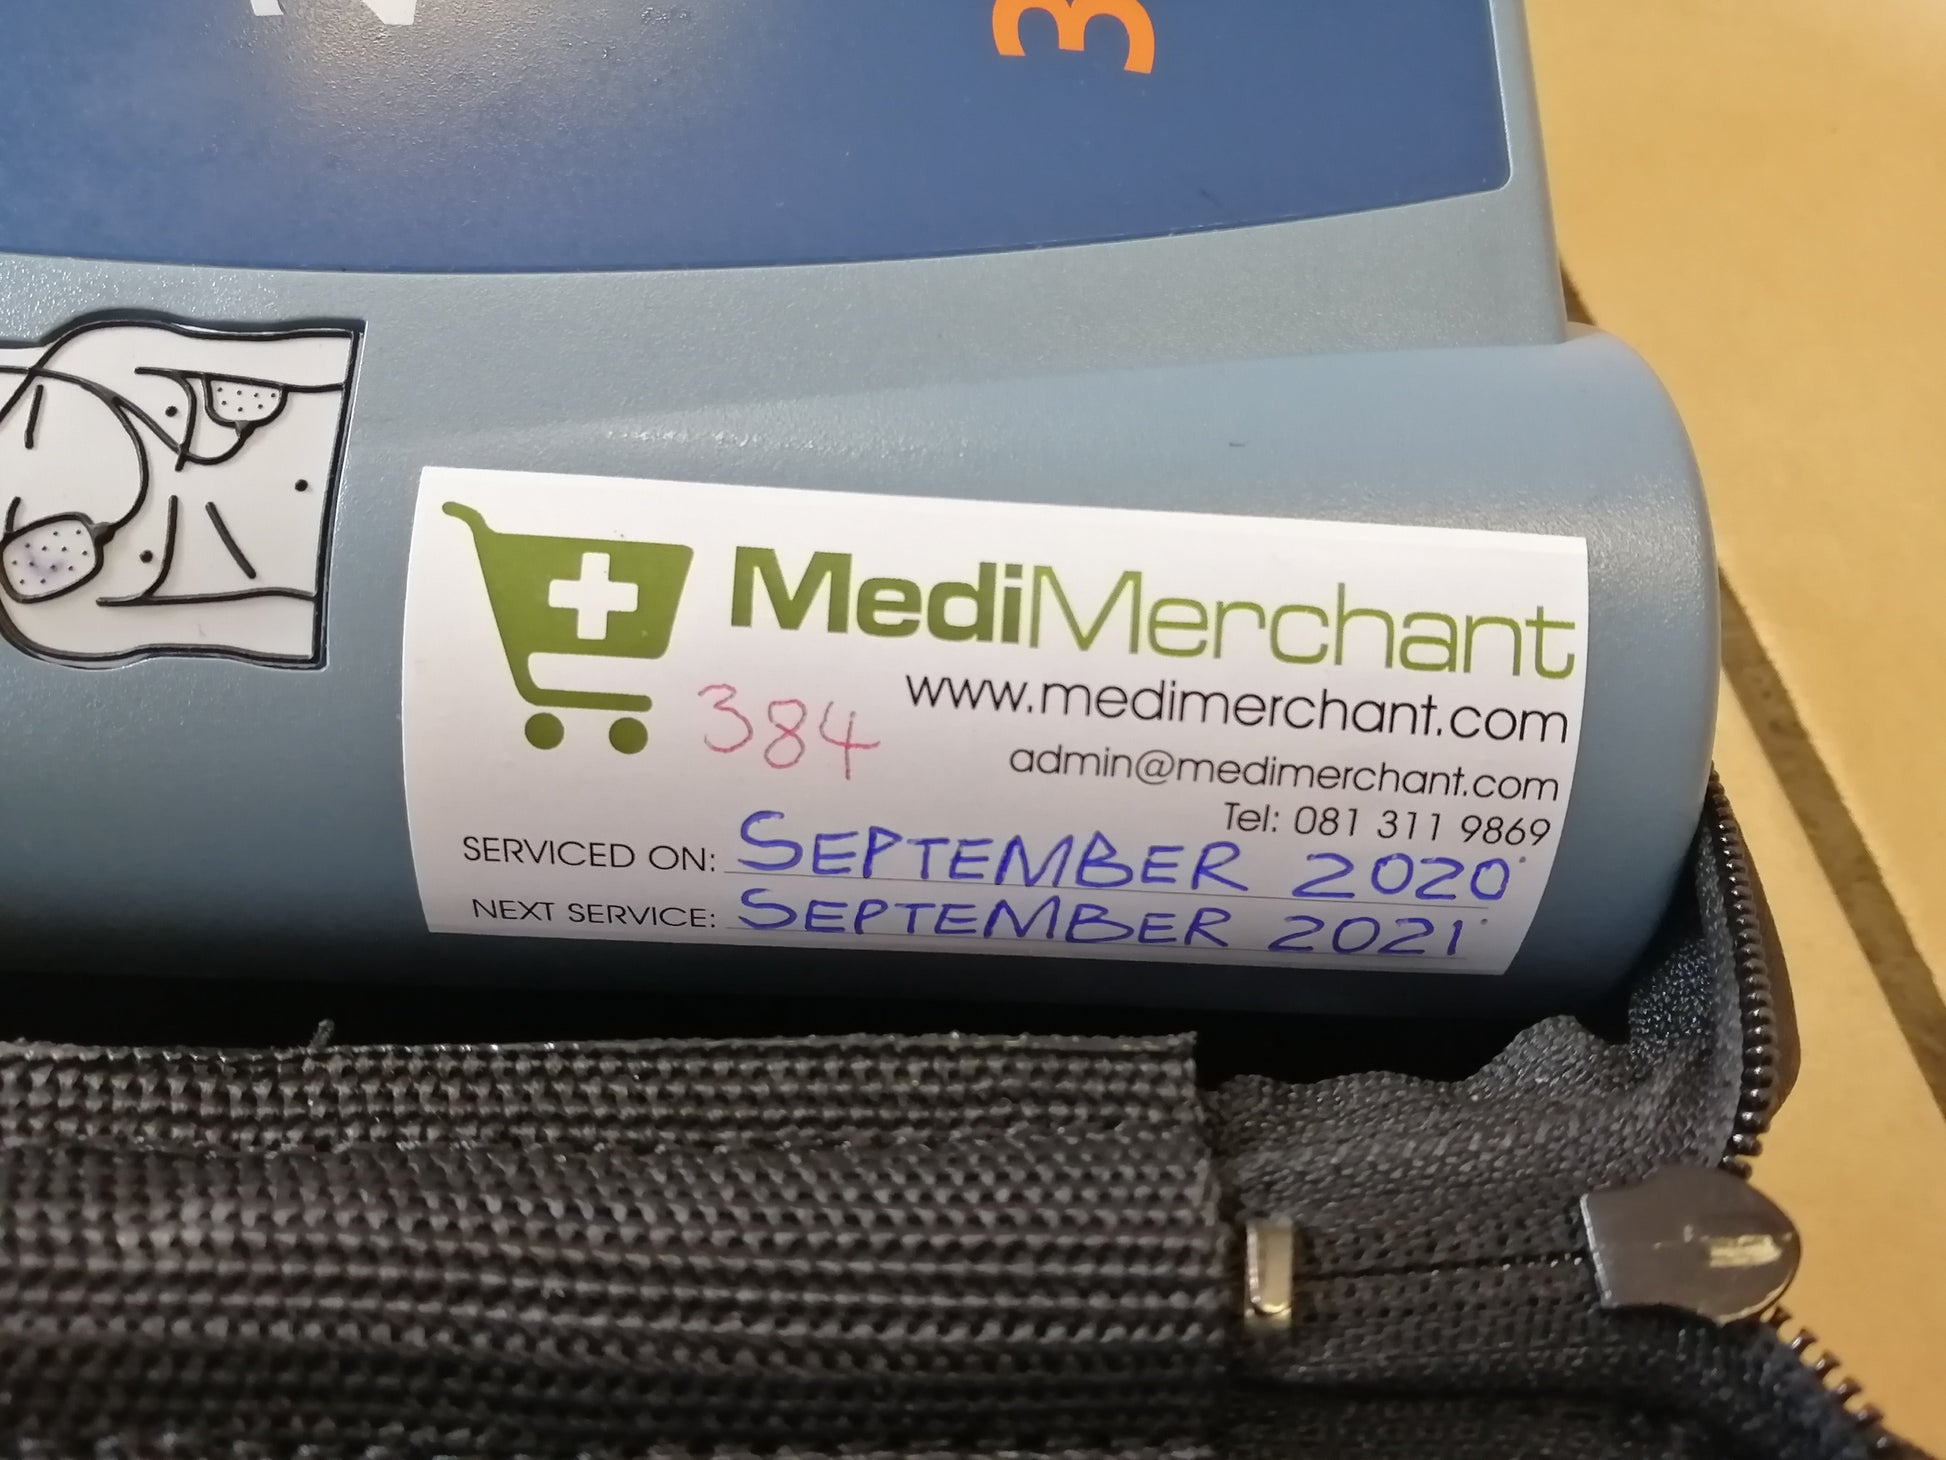 3
MediMerchant
www.medimerchant.com
384
admin@medimerchant.com
Tel: 081 311 9869
SERVICED ON: SEPTEMBER 2020
NEXT SERVICE: SEPTEMBER 2021